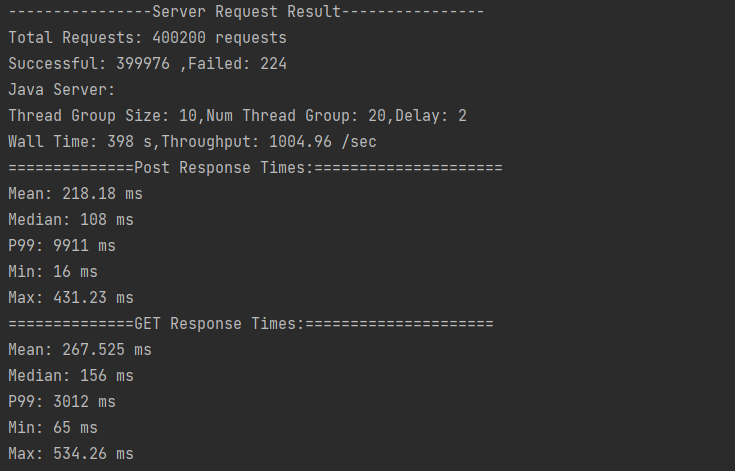 ----------------Server Request Result----------------
Total Requests: 400200 requests
Successful: 399976 ,Failed: 224
Java Server:
Thread Group Size: 10,Num Thread Group: 20,Delay: 2
Wall Time: 398 s,Throughput: 1004.96 /sec
==============Post Response Times:=====================
Mean: 218.18 ms
Median: 108 ms
P99: 9911 ms
Min: 16 ms
Max: 431.23 ms
==============GET Response Times:=====================
Mean: 267.525 ms
Median: 156 ms
P99: 3012 ms
Min: 65 ms
Max: 534.26 ms